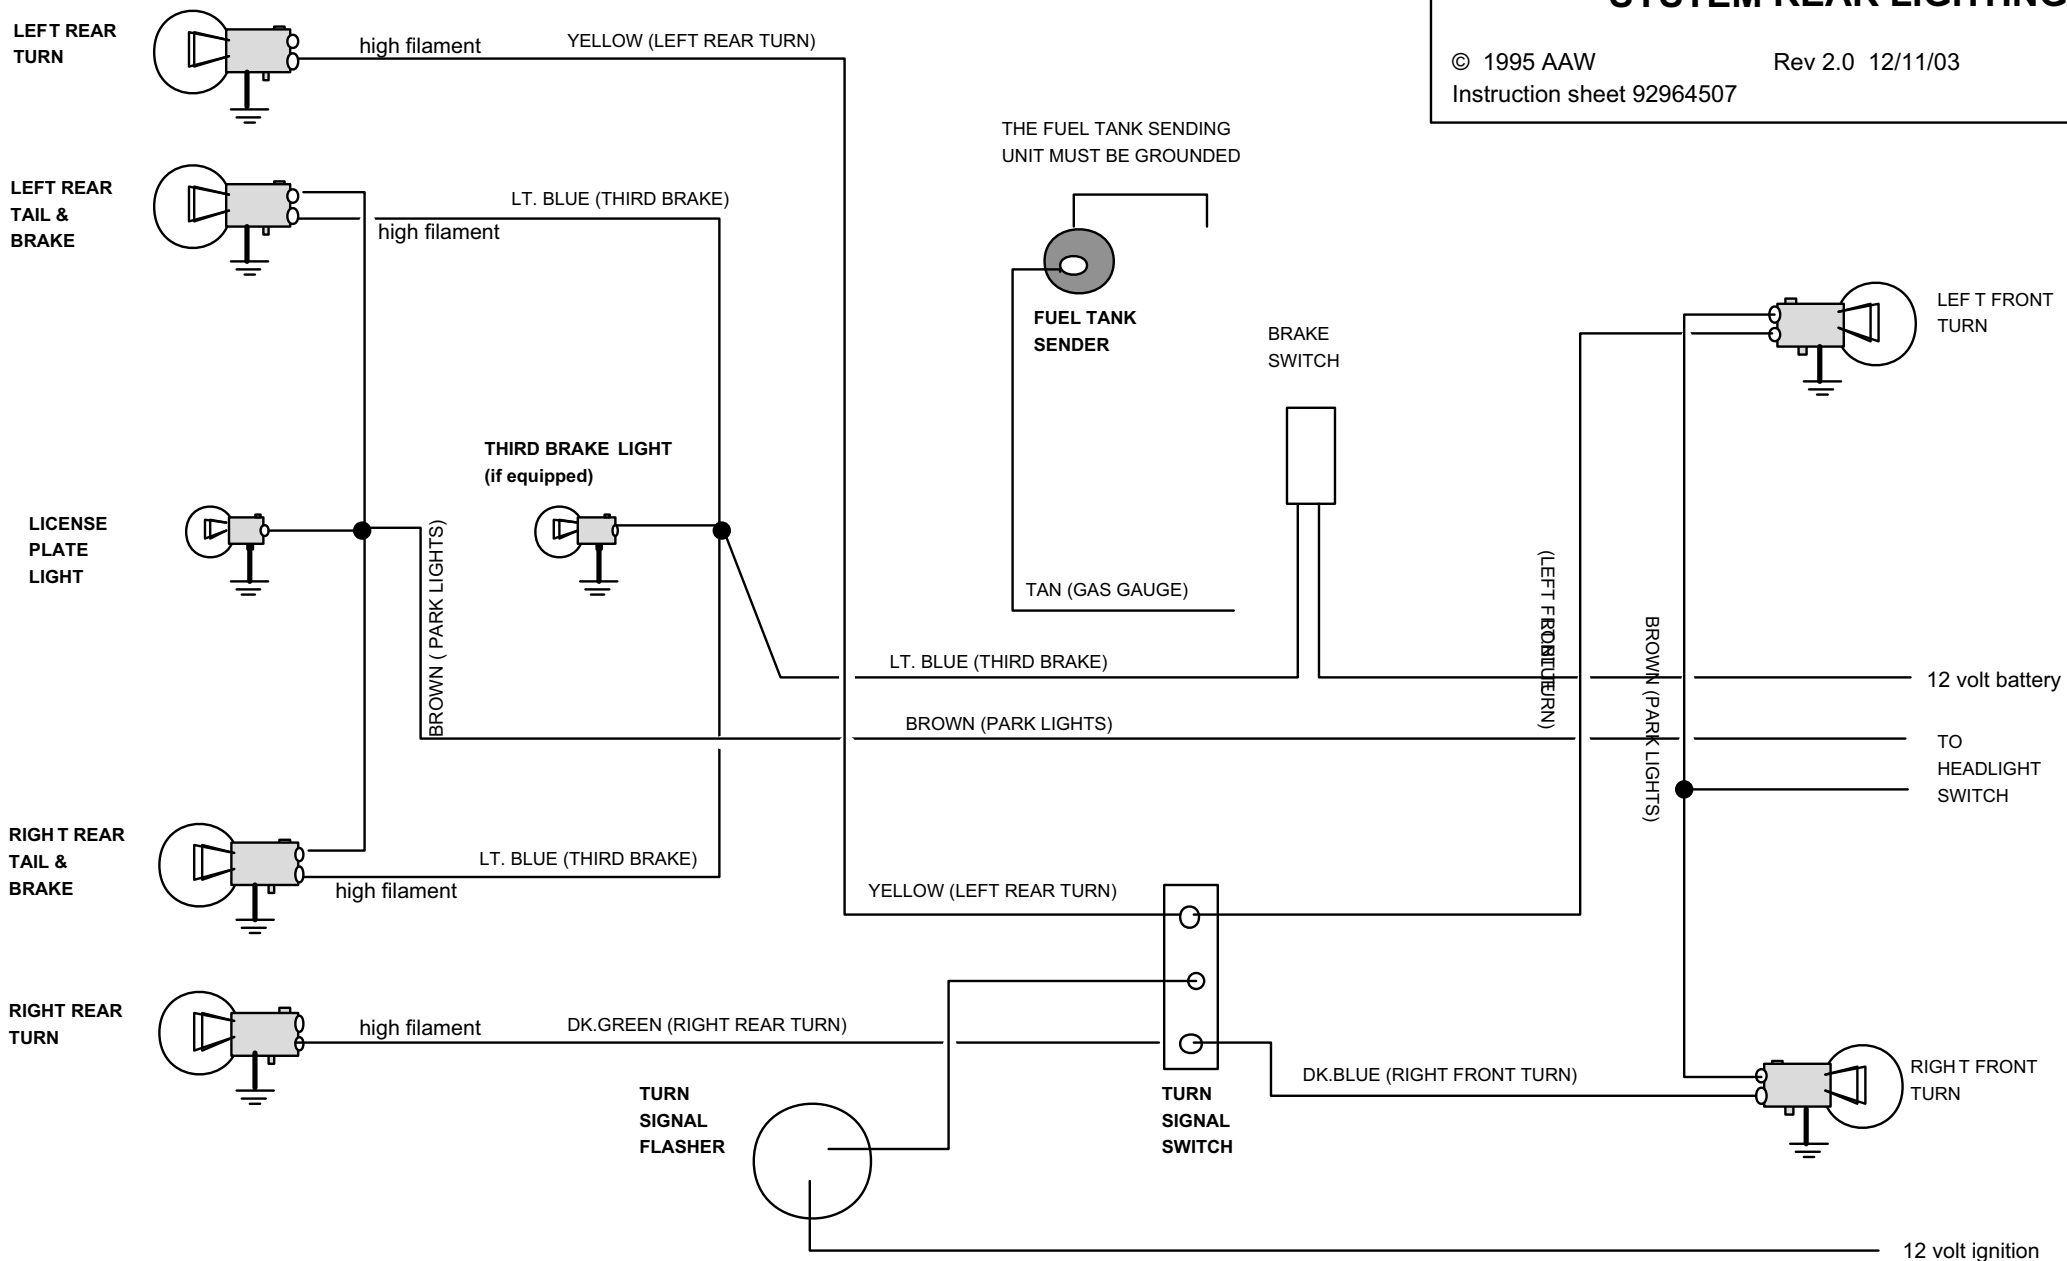 SYSTEM REAR LIGHTING
© 1995 AAW Rev 2.0 12/11/03
Instruction sheet 92964507
LEFT REAR
TURN
high filament
YELLOW (LEFT REAR TURN)
THE FUEL TANK SENDING
UNIT MUST BE GROUNDED
LEFT REAR
TAIL &
BRAKE
LT. BLUE (THIRD BRAKE)
high filament
FUEL TANK
SENDER
BRAKE
SWITCH
LEFT FRONT
TURN
THIRD BRAKE LIGHT
(if equipped)
LICENSE
PLATE
LIGHT
BROWN ( PARK LIGHTS)
TAN (GAS GAUGE)
(LEFT FRONT TURN)
BROWN (PARK LIGHTS)
LT. BLUE (THIRD BRAKE)
12 volt battery
BROWN (PARK LIGHTS)
TO
HEADLIGHT
SWITCH
RIGHT REAR
TAIL &
BRAKE
LT. BLUE (THIRD BRAKE)
high filament
YELLOW (LEFT REAR TURN)
RIGHT REAR
TURN
high filament
DK.GREEN (RIGHT REAR TURN)
DK.BLUE (RIGHT FRONT TURN)
RIGHT FRONT
TURN
TURN
SIGNAL
FLASHER
TURN
SIGNAL
SWITCH
12 volt ignition